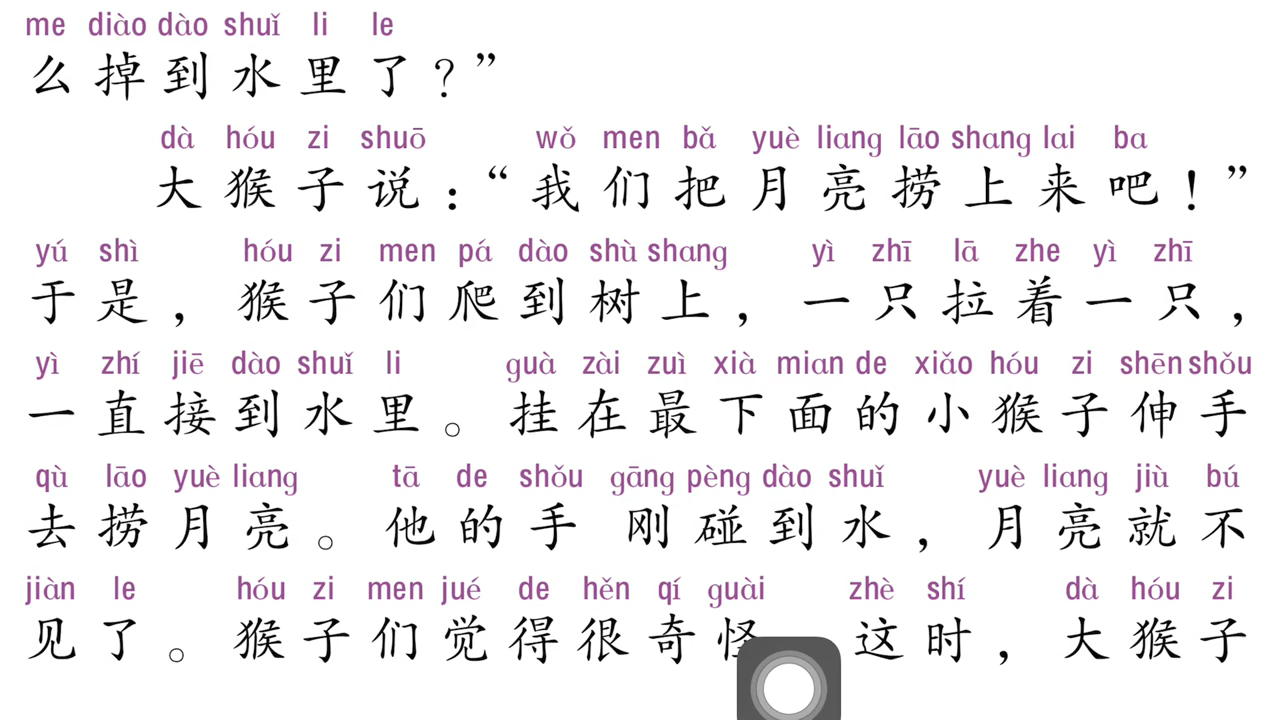 me diào dào shuǐ li le
么掉到水里了？”
dà hóu zi shuō wǒ men bǎ yuè liang lāo shang lai ba
大猴子说：“我们把月亮捞上来吧！”
yú shì hóu zi men pá dào shù shang yì zhī lā zhe yì zhī
于是，猴子们爬到树上，一只拉着一只，
yì zhí jiē dào shuǐ li guà zài zuì xià mian de xiǎo hóu zi shēn shǒu
一直接到水里。挂在最下面的小猴子伸手
qù lāo yuè liang tā de shǒu gāng pèng dào shuǐ yuè liang jiù bú
去捞月亮。他的手刚碰到水，月亮就不
jiàn le hóu zi men jué de hěn qí guài zhè shí dà hóu zi
见了。猴子们觉得很奇怪 这时，大猴子